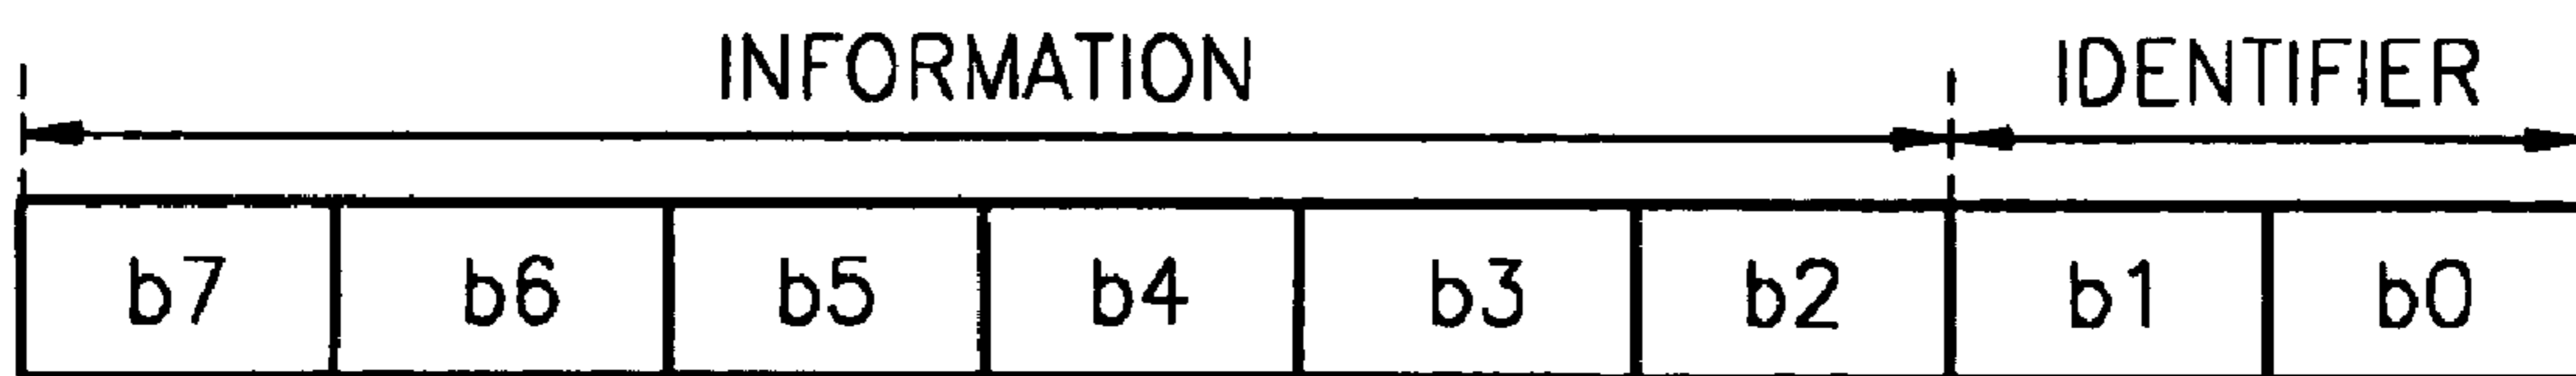 INFORMATION IDENTIFIER
b7 b6 b5 b4 b3 b2 b1 b0